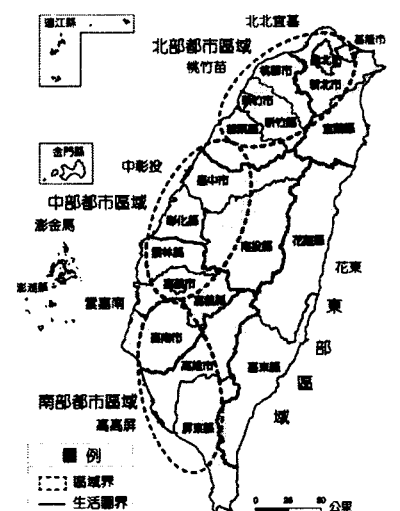 連江縣
北北宜基
基隆市
北部都市區域
桃竹苗
桃園市
臺北市
新北市
新竹市
新竹縣
苗栗縣
宜蘭縣
金門縣
中彰投
臺中市
中部都市區域
彰化縣
澎金馬
南投縣
花蓮縣
雲林縣
花東
澎湖縣
嘉義市
嘉義縣
雲嘉南
臺南市
東部區域
高雄市
臺東縣
南部都市區域
高高屏
屏東縣
圖例
區域界
生活圈界
0 25 50 公里